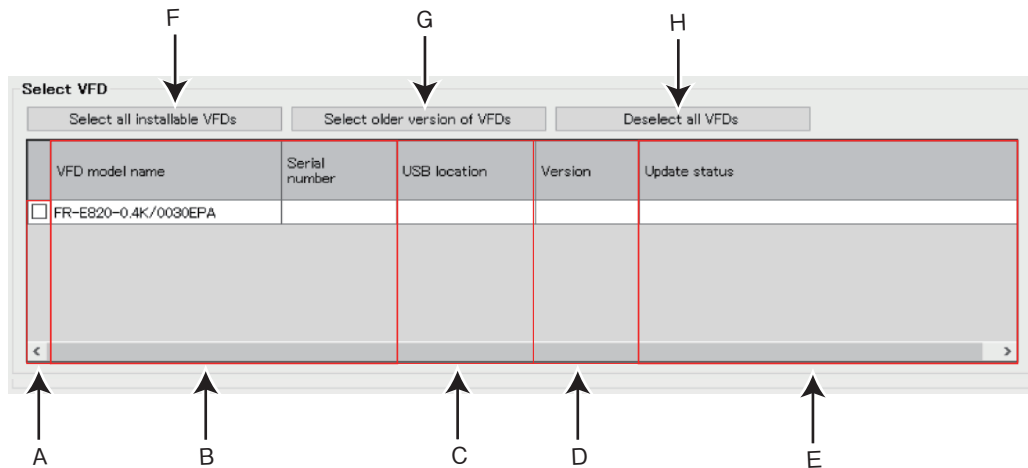 F G H
Select VFD
Select all installable VFDs Select older version of VFDs Deselect all VFDs
VFD model name Serial number USB location Version Update status
FR-E820-0.4K/0030EPA
A B C D E